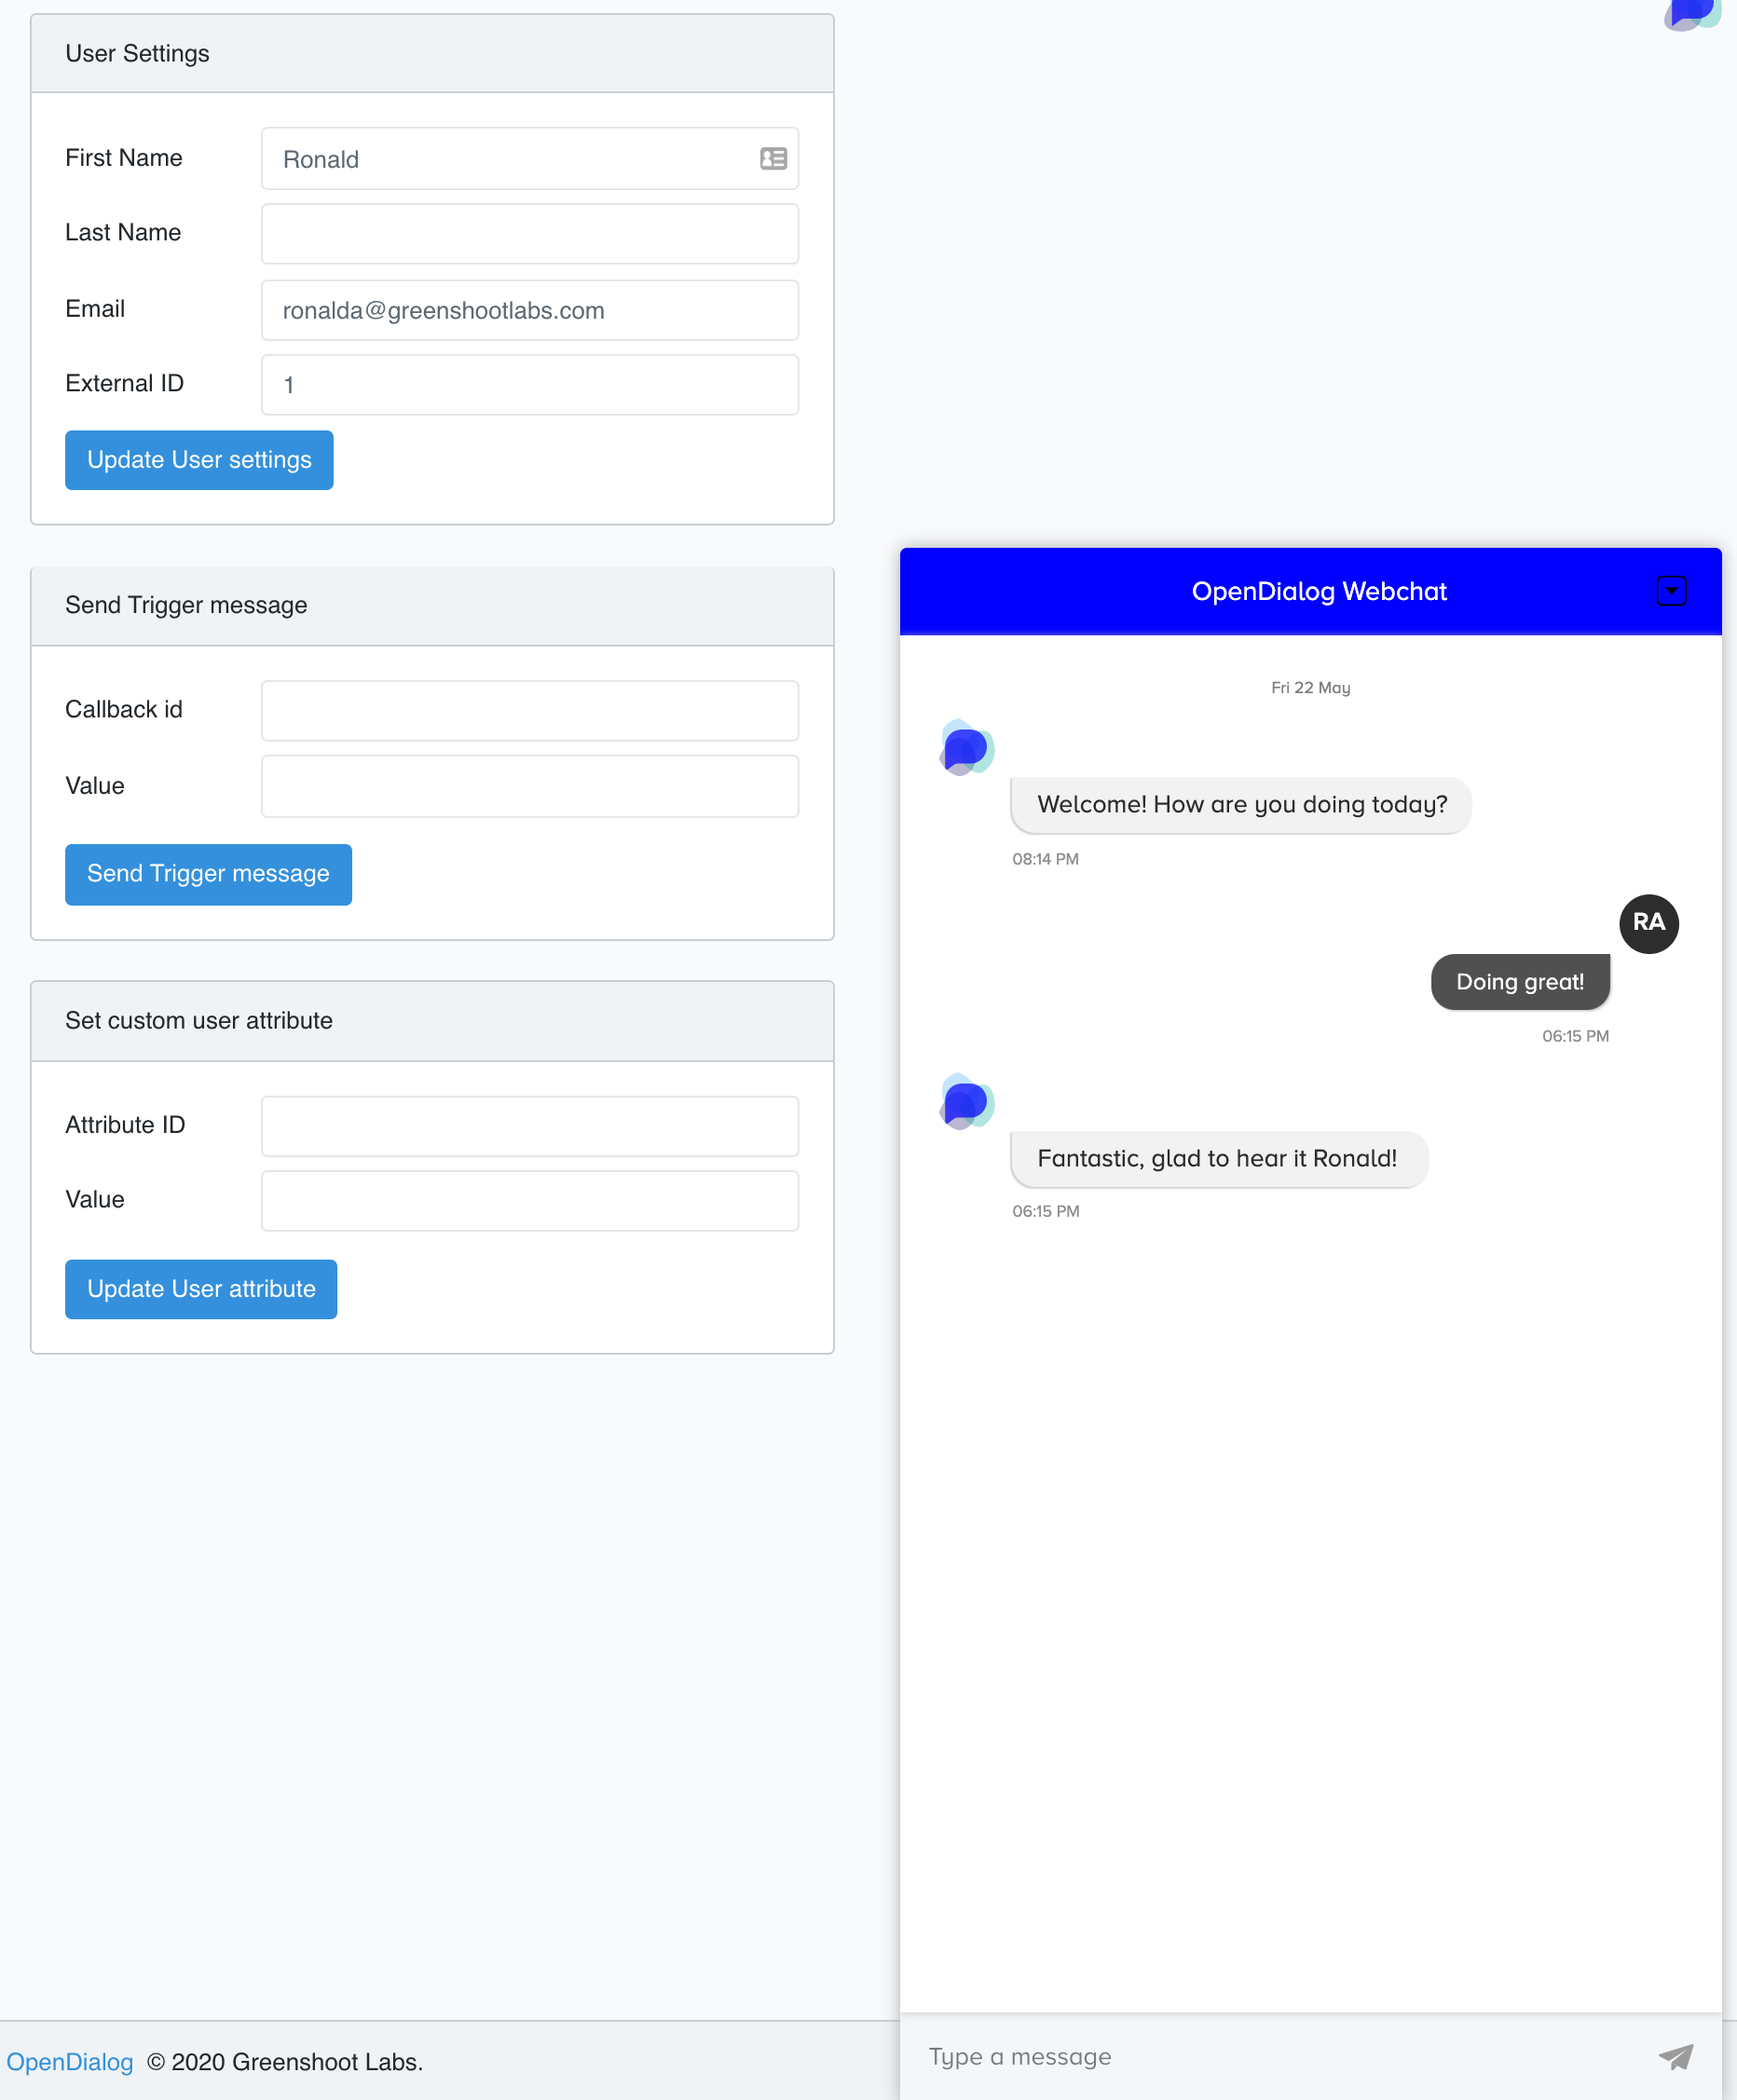 User Settings
First Name
Ronald
Last Name
Email
ronalda@greenshootlabs.com
External ID
1
Update User settings
Send Trigger message
Callback id
Value
Send Trigger message
Set custom user attribute
Attribute ID
Value
Update User attribute
OpenDialog © 2020 Greenshoot Labs.
OpenDialog Webchat
Fri 22 May
Welcome! How are you doing today?
08:14 PM
RA
Doing great!
06:15 PM
Fantastic, glad to hear it Ronald!
06:15 PM
Type a message